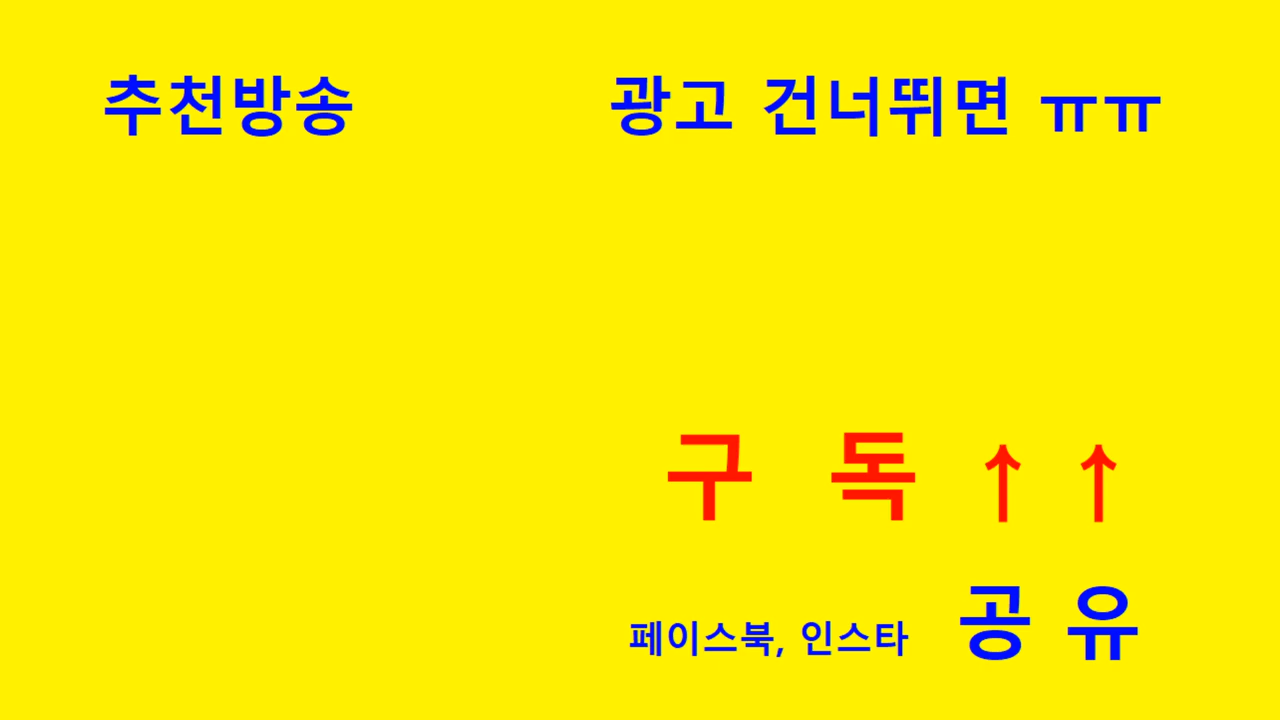 추천방송
광고 건너뛰면 ㅠㅠ
구 독 ↑ ↑
페이스북, 인스타 공 유